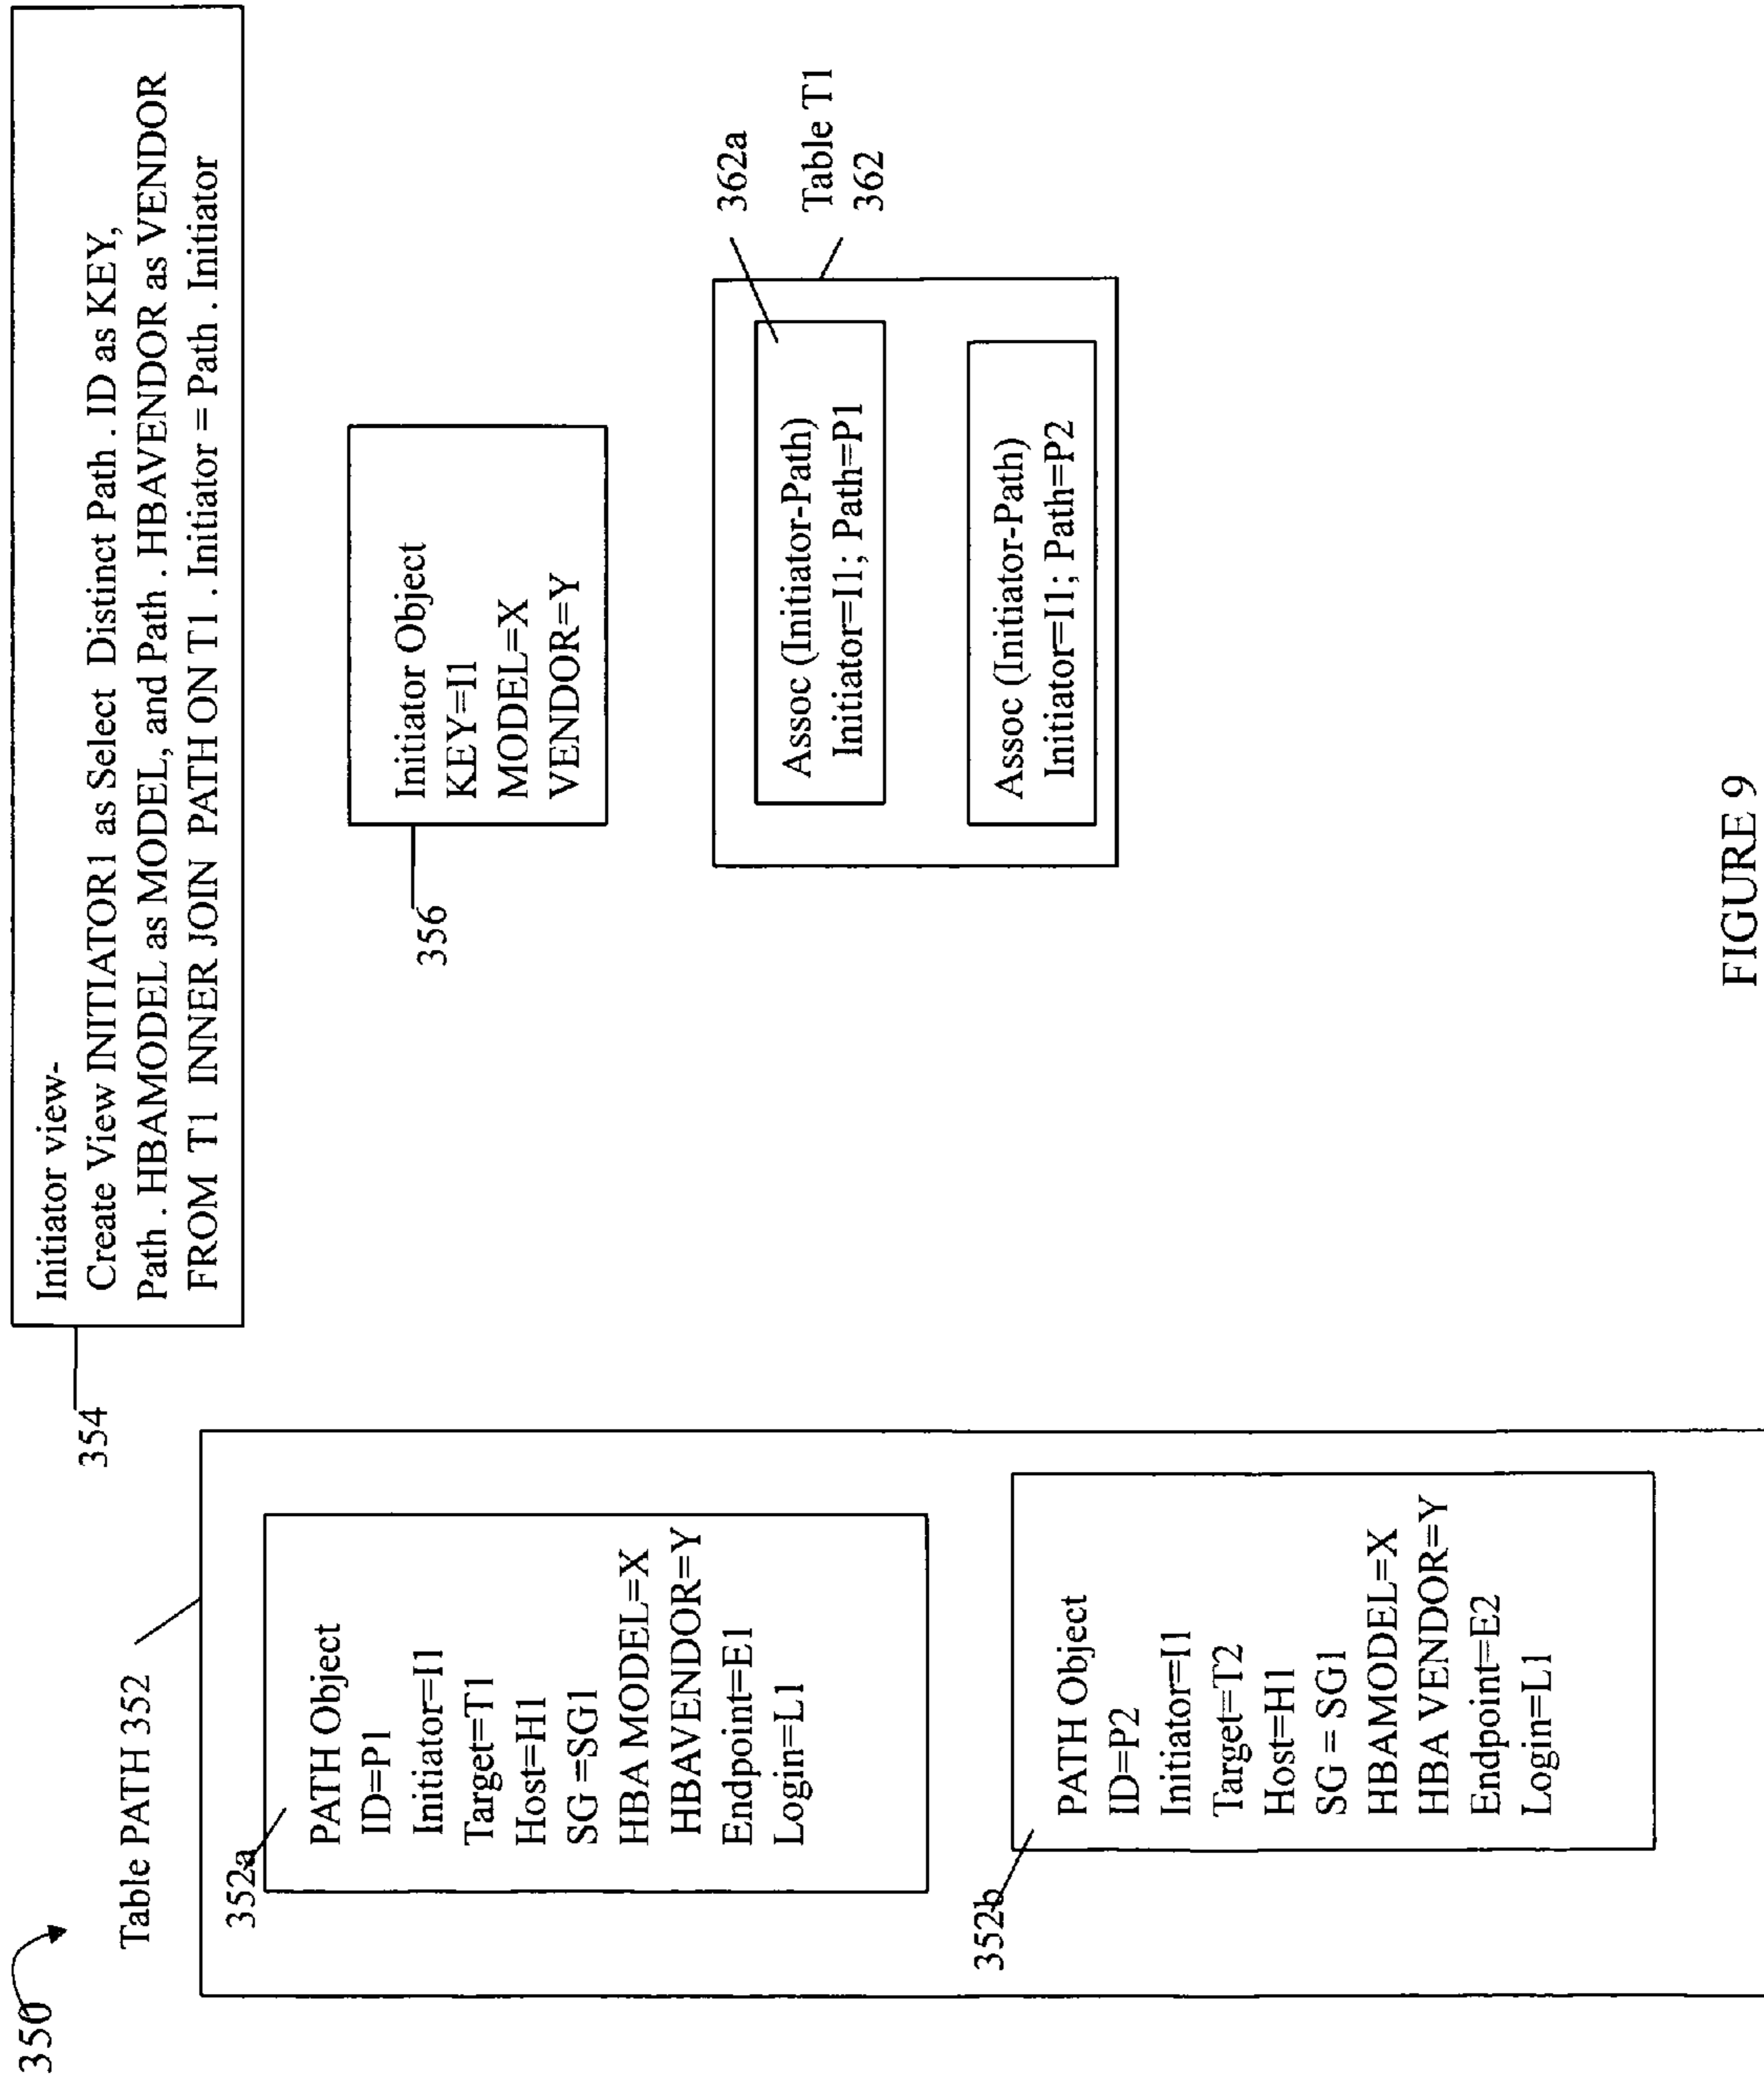 350
Table PATH 352
352a
PATH Object
ID=P1
Initiator=I1
Target=T1
Host=H1
SG =SG1
HBA MODEL=X
HBAVENDOR=Y
Endpoint=E1
Login=L1
352b
PATH Object
ID=P2
Initiator=I1
Target=T2
Host=H1
SG = SG1
HBAMODEL=X
HBA VENDOR=Y
Endpoint=E2
Login=L1
354
Initiator view-
Create View INITIATOR1 as Select Distinct Path . ID as KEY,
Path . HBAMODEL as MODEL, and Path . HBAVENDOR as VENDOR
FROM T1 INNER JOIN PATH ON T1 . Initiator = Path . Initiator
356
Initiator Object
KEY=I1
MODEL=X
VENDOR=Y
362a
Table T1
362
Assoc (Initiator-Path)
Initiator=I1; Path=P1
Assoc (Initiator-Path)
Initiator=I1; Path=P2
FIGURE 9